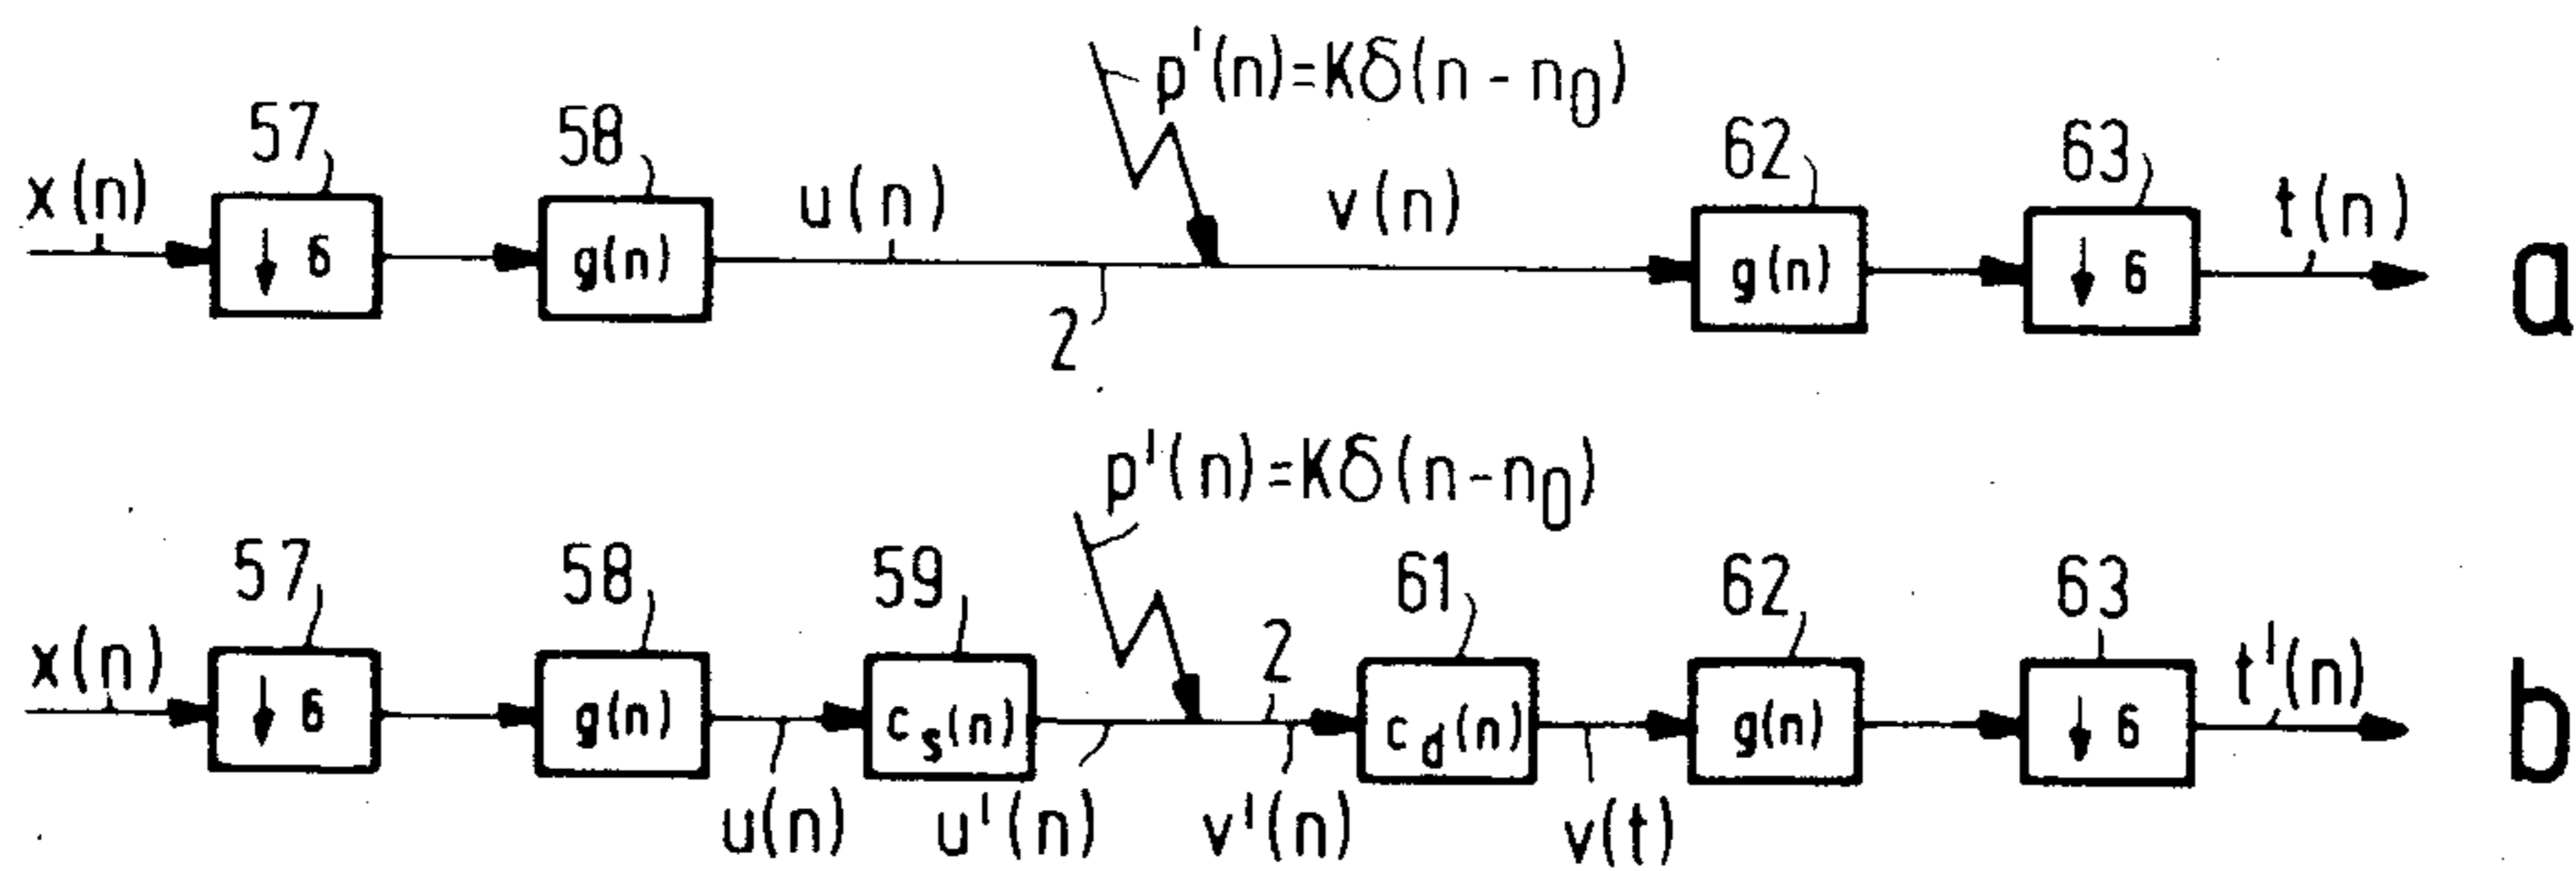 p'(n)=Kδ(n-n0)
57 58 62 63
x(n) u(n) v(n) t(n)
↓ 6 g(n) g(n) ↓ 6 a
2
p'(n)=Kδ(n-n0)
57 58 59 2 61 62 63
x(n) t'(n)
↓ 6 g(n) cs(n) cd(n) g(n) ↓ 6 b
u(n) u'(n) v'(n) v(t)